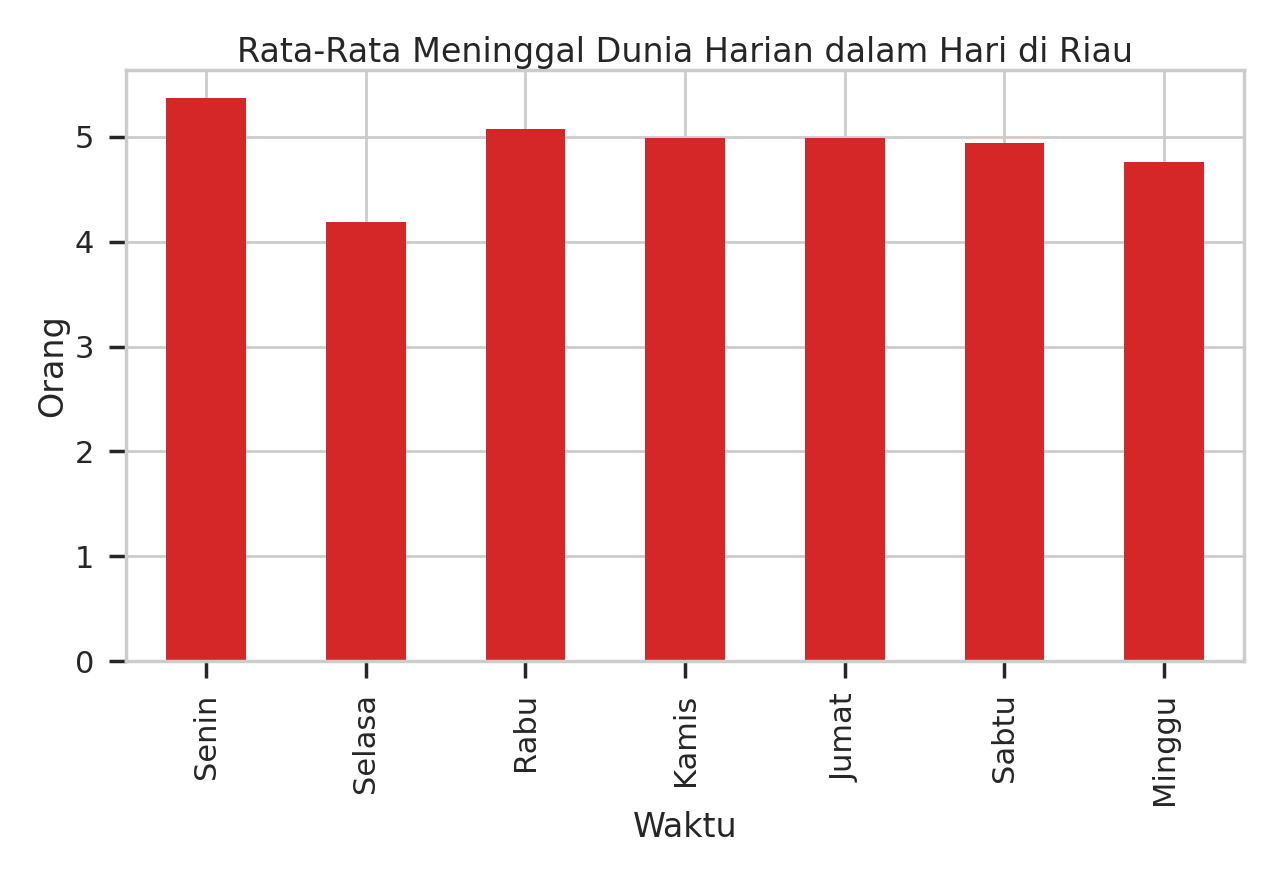 Rata-Rata Meninggal Dunia Harian dalam Hari di Riau
5
4
3
2
1
0
Orang
Senin
Selasa
Rabu
Kamis
Jumat
Sabtu
Minggu
Waktu